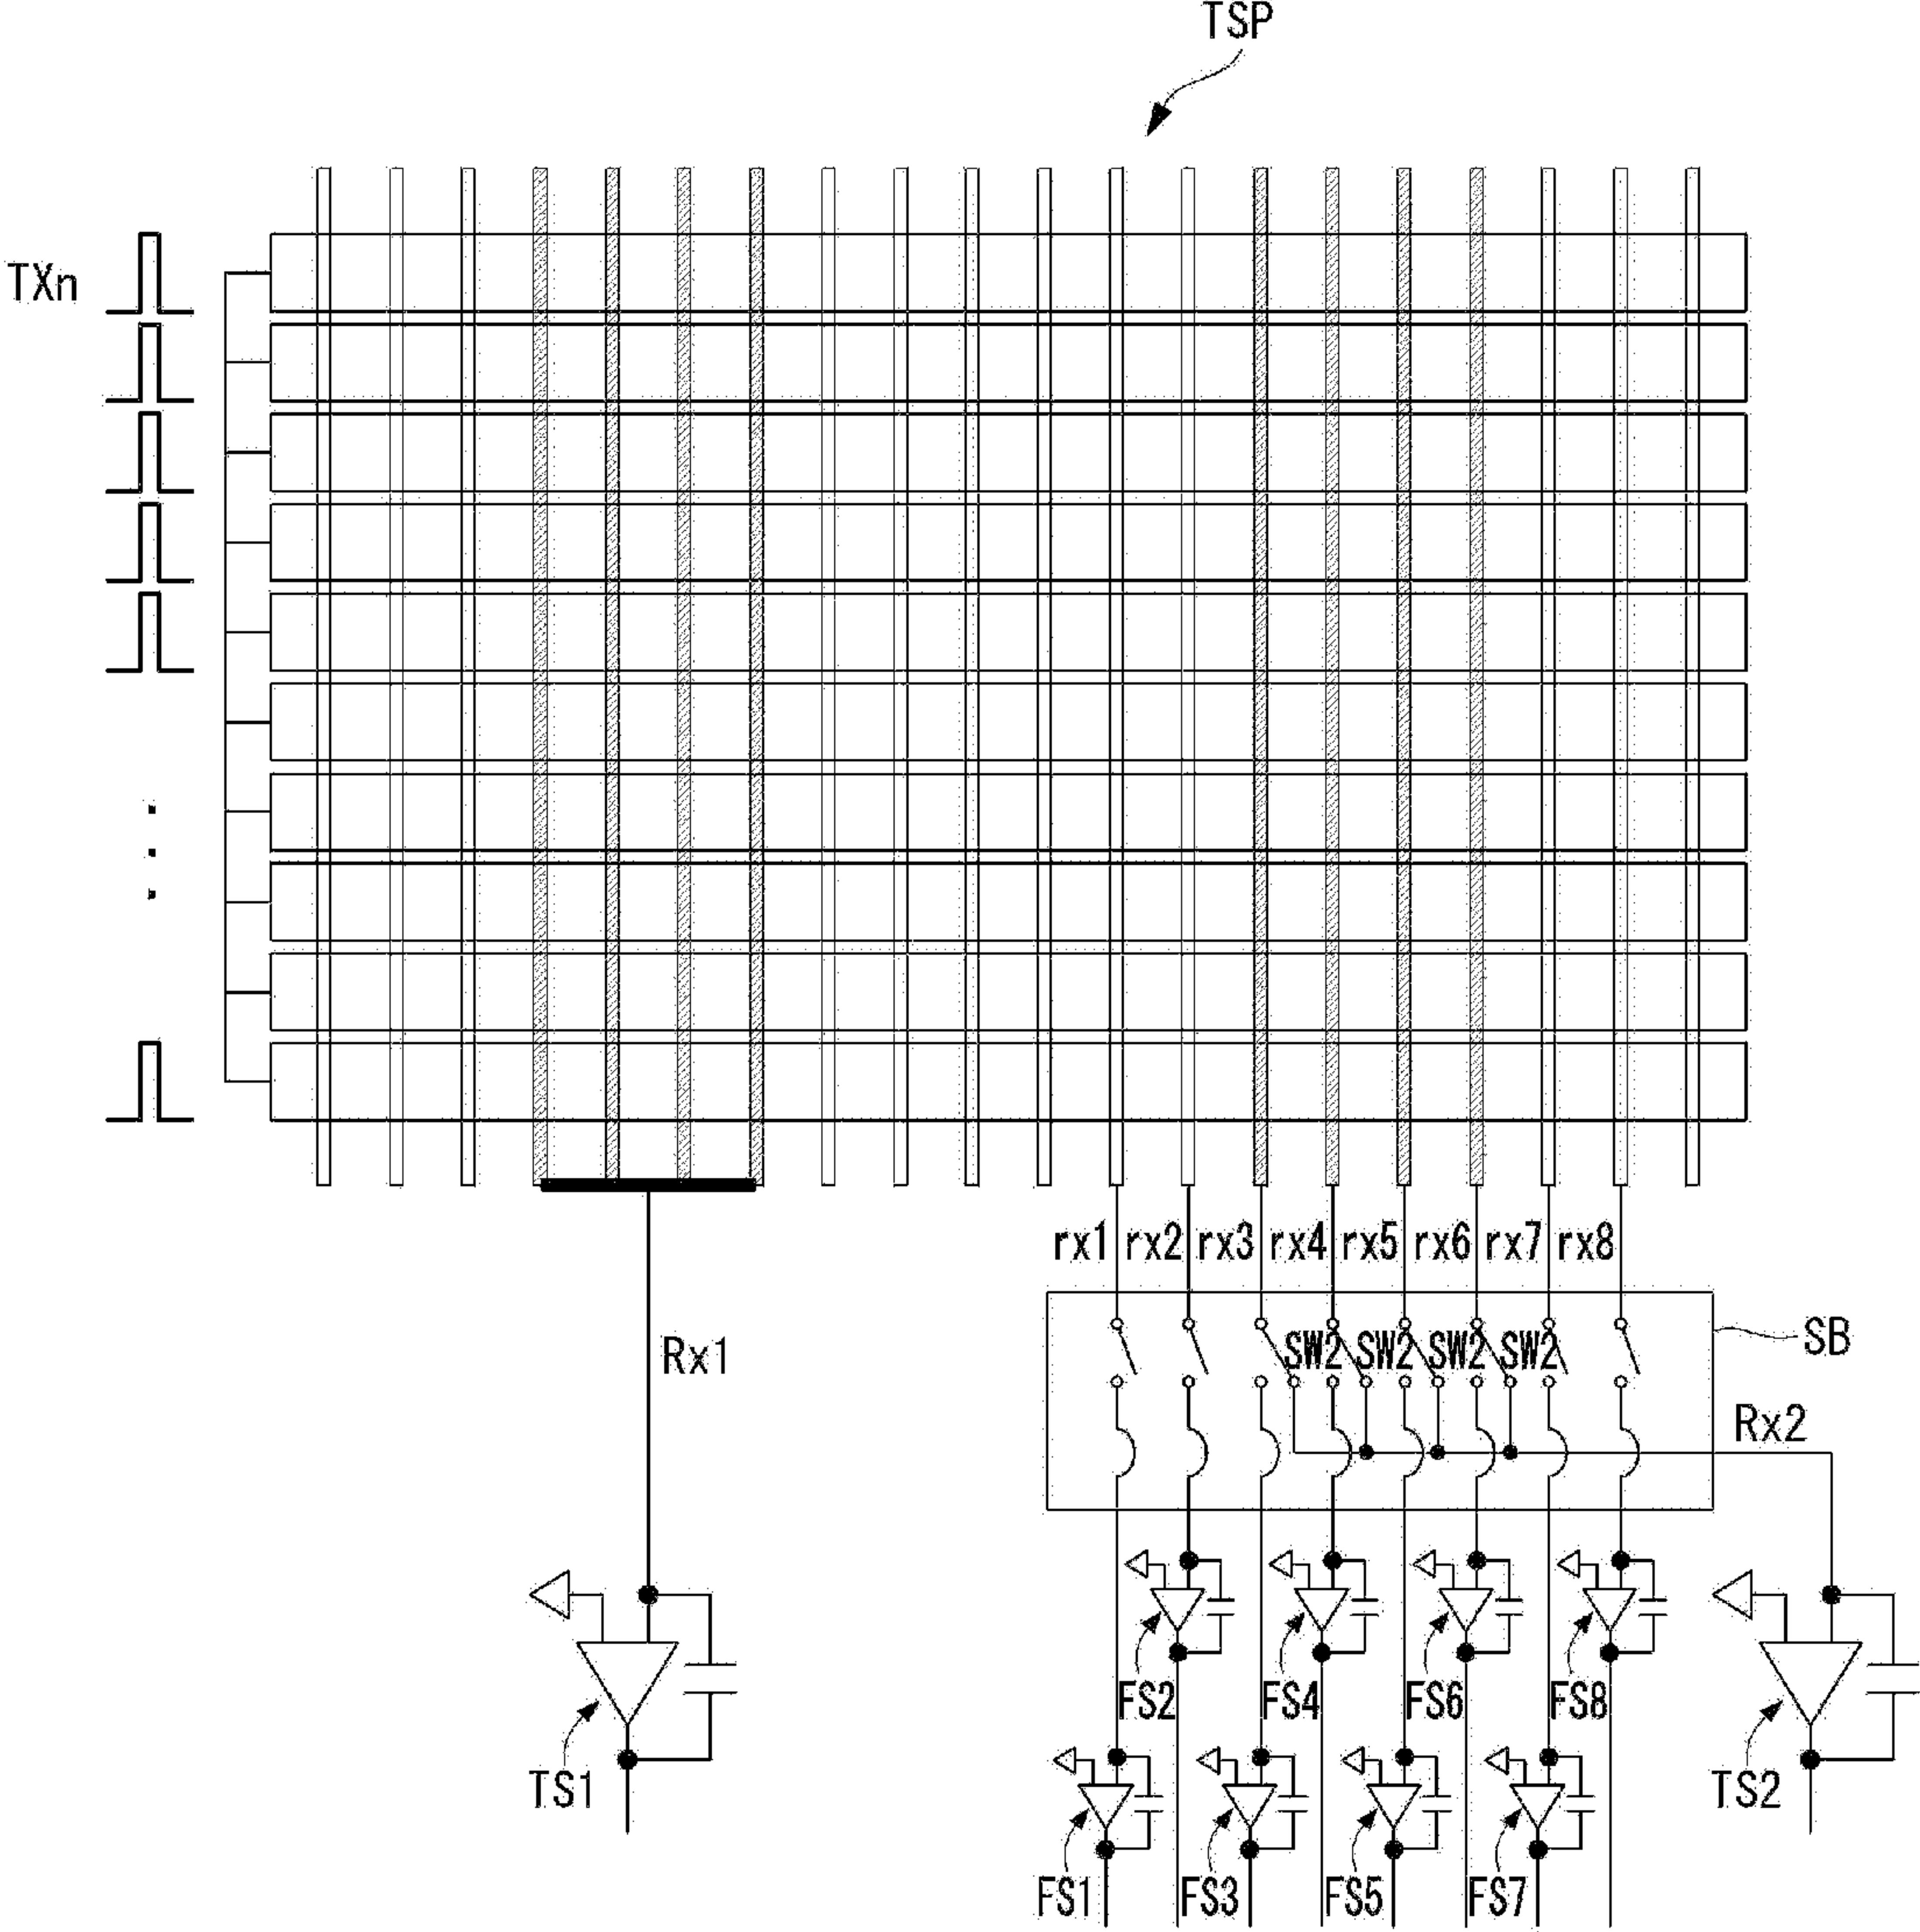 TSP
TXn
rx1 rx2 rx3 rx4 rx5 rx6 rx7 rx8
Rx1
SW2 SW2 SW2 SW2
SB
Rx2
FS2 FS4 FS6 FS8
TS1
TS2
FS1 FS3 FS5 FS7